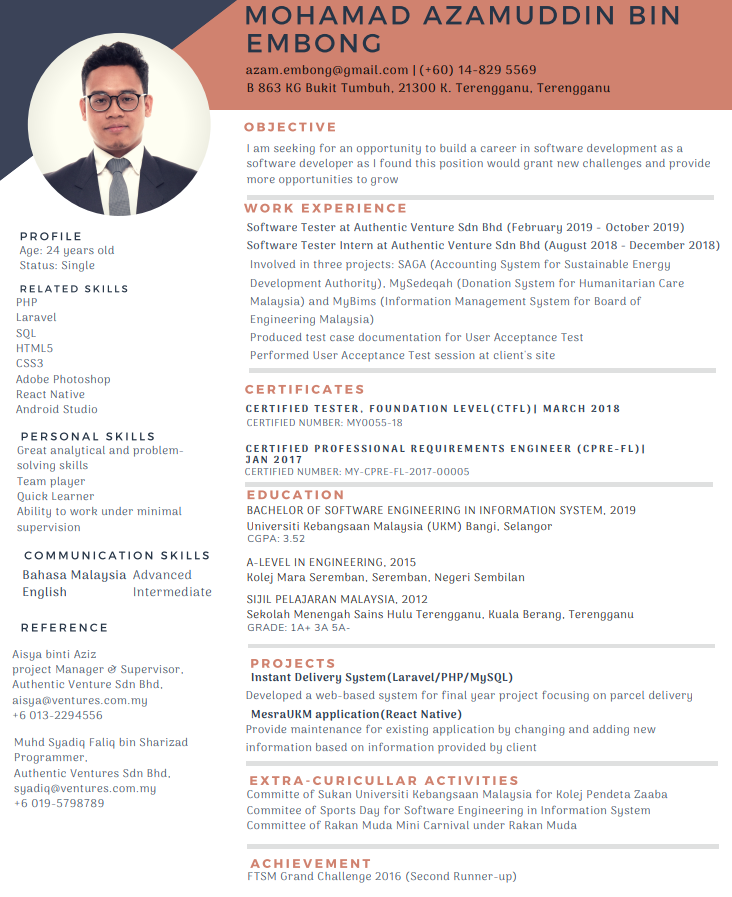 MOHAMAD AZAMUDDIN BIN
EMBONG
azam.embong@gmail.com | (+60) 14-829 5569
B 863 KG Bukit Tumbuh, 21300 K. Terengganu, Terengganu
PROFILE
Age: 24 years old
Status: Single
RELATED SKILLS
PHP
Laravel
SQL
HTML5
CSS3
Adobe Photoshop
React Native
Android Studio
PERSONAL SKILLS
Great analytical and problem-
solving skills
Team player
Quick Learner
Ability to work under minimal
supervision
COMMUNICATION SKILLS
Bahasa Malaysia Advanced
English Intermediate
REFERENCE
Aisya binti Aziz
project Manager & Supervisor,
Authentic Venture Sdn Bhd,
aisya@ventures.com.my
+6 013-2294556
Muhd Syadiq Faliq bin Sharizad
Programmer,
Authentic Ventures Sdn Bhd,
syadiq@ventures.com.my
+6 019-5798789
OBJECTIVE
I am seeking for an opportunity to build a career in software development as a
software developer as I found this position would grant new challenges and provide
more opportunities to grow
WORK EXPERIENCE
Software Tester at Authentic Venture Sdn Bhd (February 2019 - October 2019)
Software Tester Intern at Authentic Venture Sdn Bhd (August 2018 - December 2018)
Involved in three projects: SAGA (Accounting System for Sustainable Energy
Development Authority), MySedeqah (Donation System for Humanitarian Care
Malaysia) and MyBims (Information Management System for Board of
Engineering Malaysia)
Produced test case documentation for User Acceptance Test
Performed User Acceptance Test session at client's site
CERTIFICATES
CERTIFIED TESTER, FOUNDATION LEVEL(CTFL)| MARCH 2018
CERTIFIED NUMBER: MY0055-18
CERTIFIED PROFESSIONAL REQUIREMENTS ENGINEER (CPRE-FL)|
JAN 2017
CERTIFIED NUMBER: MY-CPRE-FL-2017-00005
EDUCATION
BACHELOR OF SOFTWARE ENGINEERING IN INFORMATION SYSTEM, 2019
Universiti Kebangsaan Malaysia (UKM) Bangi, Selangor
CGPA: 3.52
A-LEVEL IN ENGINEERING, 2015
Kolej Mara Seremban, Seremban, Negeri Sembilan
SIJIL PELAJARAN MALAYSIA, 2012
Sekolah Menengah Sains Hulu Terengganu, Kuala Berang, Terengganu
GRADE: 1A+ 3A 5A-
PROJECTS
Instant Delivery System(Laravel/PHP/MySQL)
Developed a web-based system for final year project focusing on parcel delivery
MesraUKM application(React Native)
Provide maintenance for existing application by changing and adding new
information based on information provided by client
EXTRA-CURICULLAR ACTIVITIES
Committe of Sukan Universiti Kebangsaan Malaysia for Kolej Pendeta Zaaba
Commitee of Sports Day for Software Engineering in Information System
Committee of Rakan Muda Mini Carnival under Rakan Muda
ACHIEVEMENT
FTSM Grand Challenge 2016 (Second Runner-up)